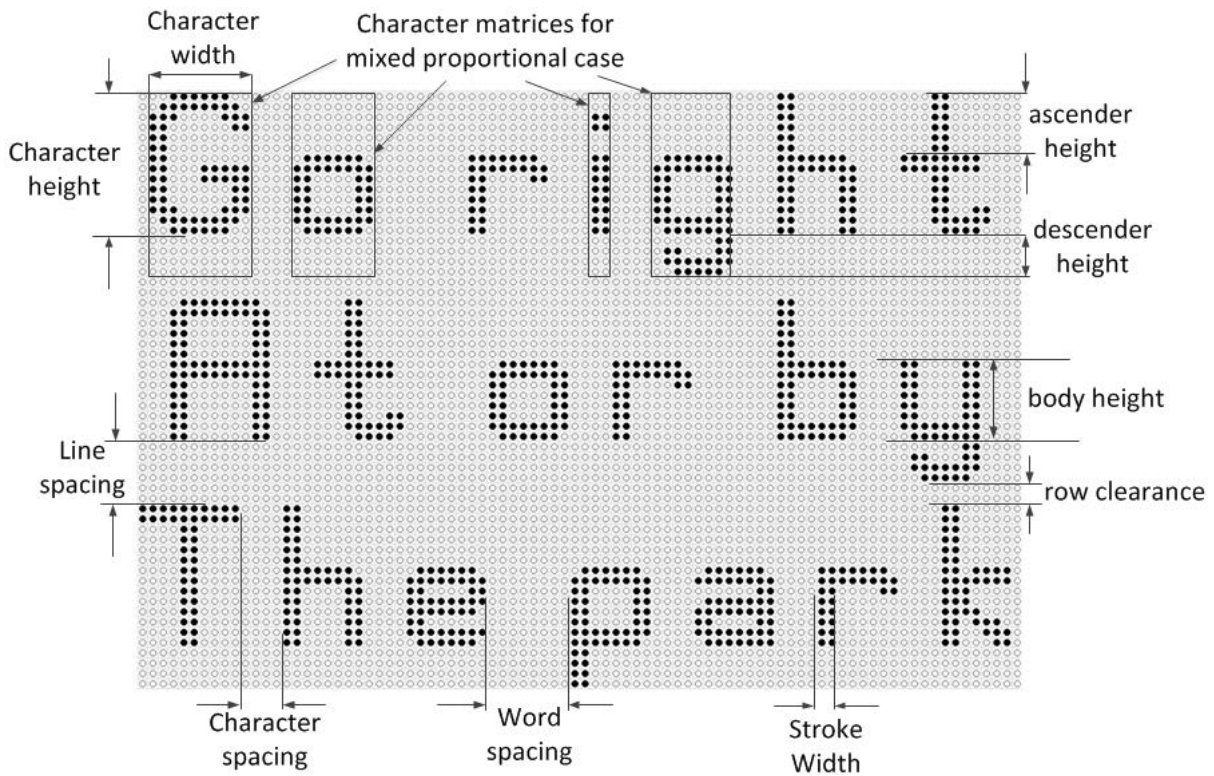 Character width
Character matrices for mixed proportional case
Character height
ascender height
descender height
Go right
At or by
The park
body height
Line spacing
row clearance
Character spacing
Word spacing
Stroke Width